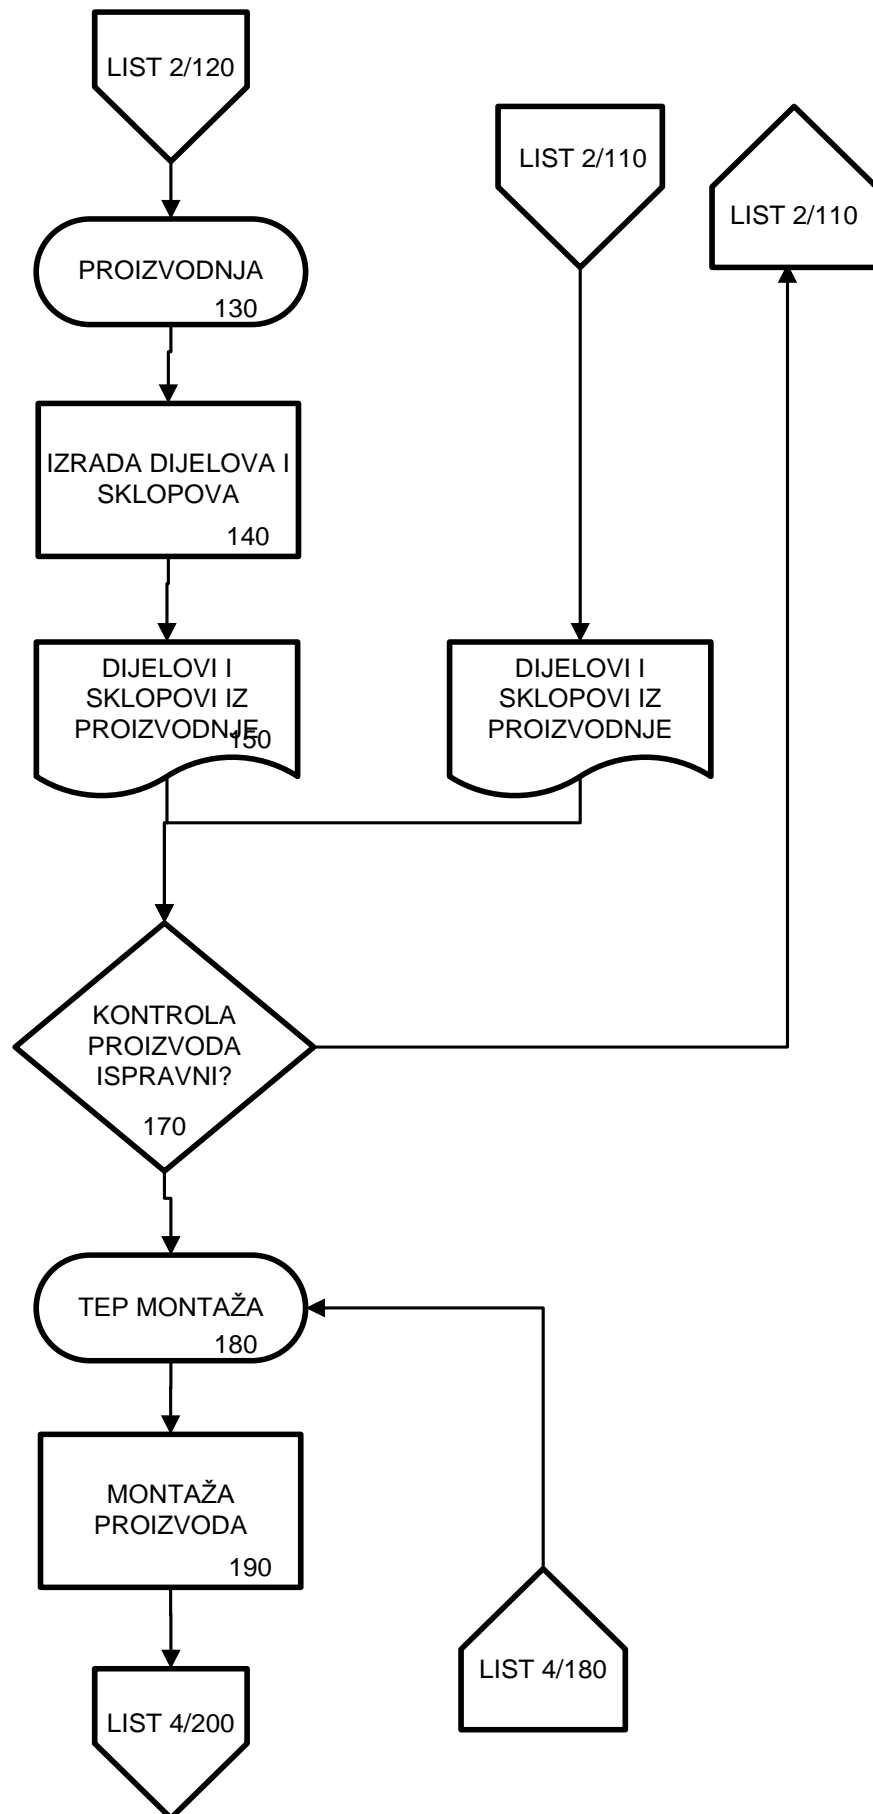 LIST 2/120
LIST 2/110
LIST 2/110
PROIZVODNJA
130
IZRADA DIJELOVA I
SKLOPOVA
140
DIJELOVI I
SKLOPOVI IZ
PROIZVODNJE
150
DIJELOVI I
SKLOPOVI IZ
PROIZVODNJE
KONTROLA
PROIZVODA
ISPRAVNI?
170
TEP MONTAŽA
180
MONTAŽA
PROIZVODA
190
LIST 4/180
LIST 4/200